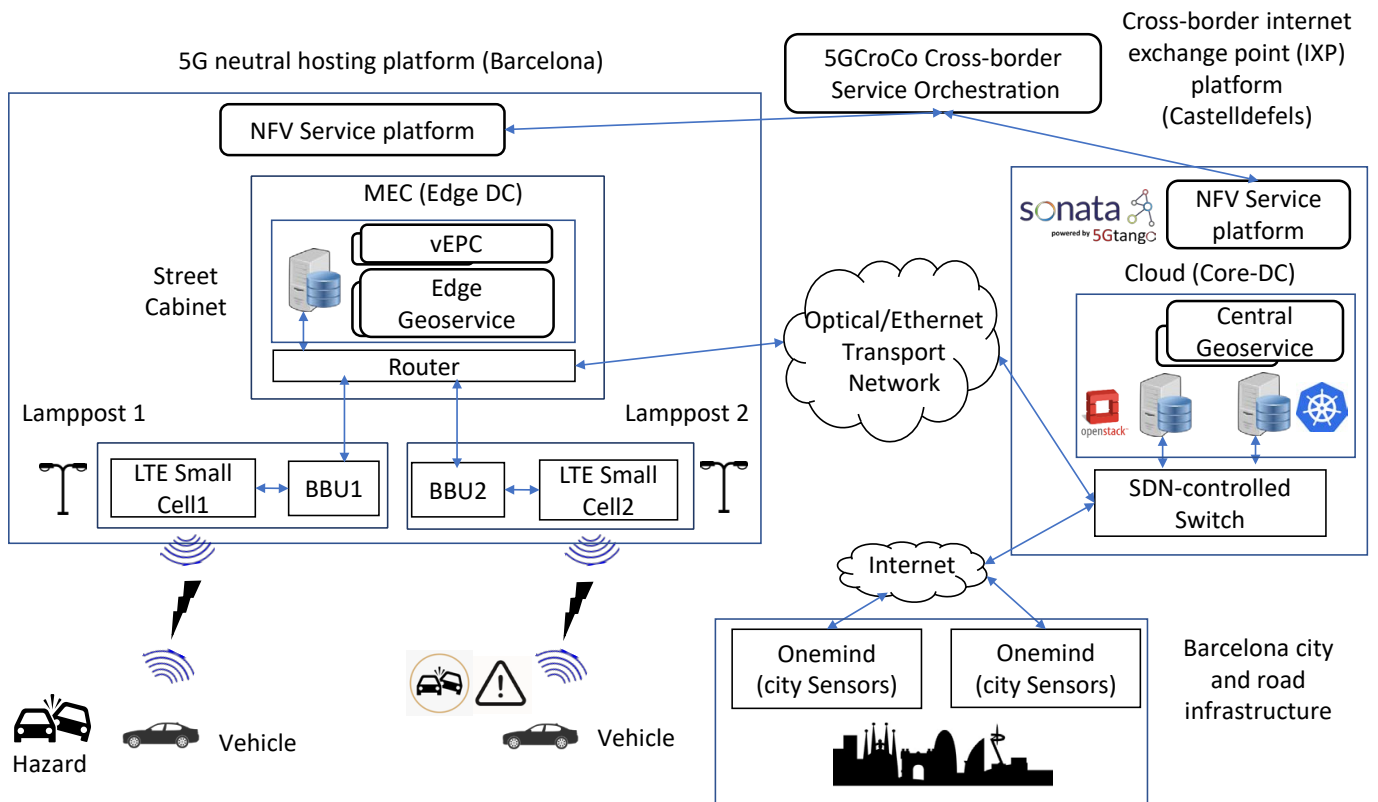 5G neutral hosting platform (Barcelona)
5GCroCo Cross-border
Service Orchestration
Cross-border internet
exchange point (IXP)
platform
(Castelldefels)
NFV Service platform
MEC (Edge DC)
vEPC
Edge
Geoservice
Street
Cabinet
Router
Lamppost 1
Lamppost 2
LTE Small
Cell1
BBU1
BBU2
LTE Small
Cell2
Optical/Ethernet
Transport
Network
sonata
powered by 5Gtango
NFV Service
platform
Cloud (Core-DC)
Central
Geoservice
openstack
SDN-controlled
Switch
Internet
Onemind
(city Sensors)
Onemind
(city Sensors)
Barcelona city
and road
infrastructure
Hazard
Vehicle
Vehicle